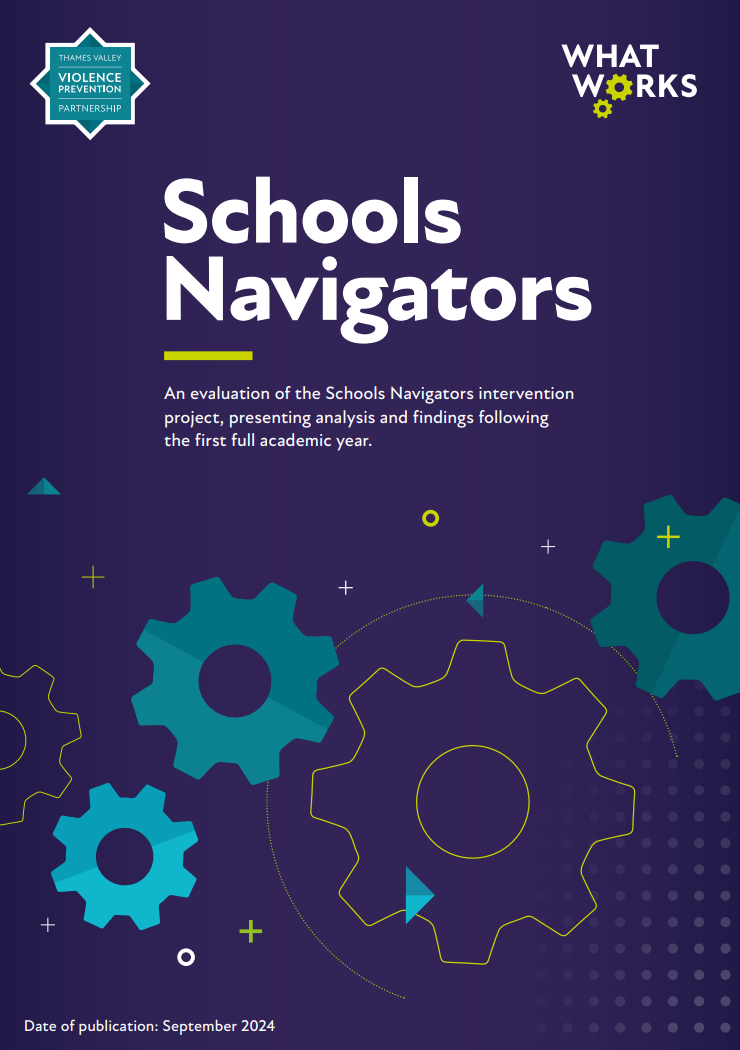 THAMES VALLEY
VIOLENCE
PREVENTION
PARTNERSHIP
WHAT
WORKS
Schools
Navigators
An evaluation of the Schools Navigators intervention
project, presenting analysis and findings following
the first full academic year.
Date of publication: September 2024